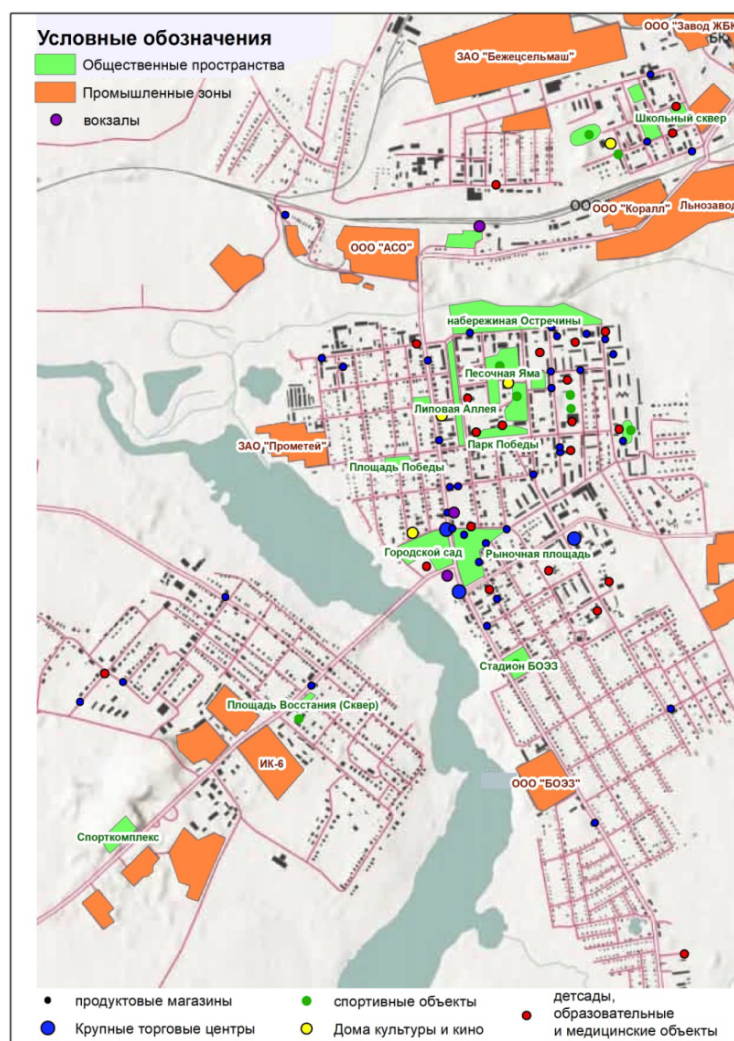 Условные обозначения
Общественные пространства
Промышленные зоны
вокзалы
ООО "Завод ЖБК
БК
ЗАО "Бежецсельмаш"
Школьный сквер
ОО
ООО "Коралл"
Льнозавод
ООО "АСО"
набережиная Остречины
Песочная Яма
Липовая Аллея
ЗАО "Прометей"
Парк Победы
Площадь Победы
Городской сад
Рыночная площадь
Стадион БОЭЗ
Площадь Восстания (Сквер)
ИК-6
ООО "БОЭЗ"
Спорткомплекс
продуктовые магазины
спортивные объекты
детсады,
образовательные
и медицинские объекты
Крупные торговые центры
Дома культуры и кино